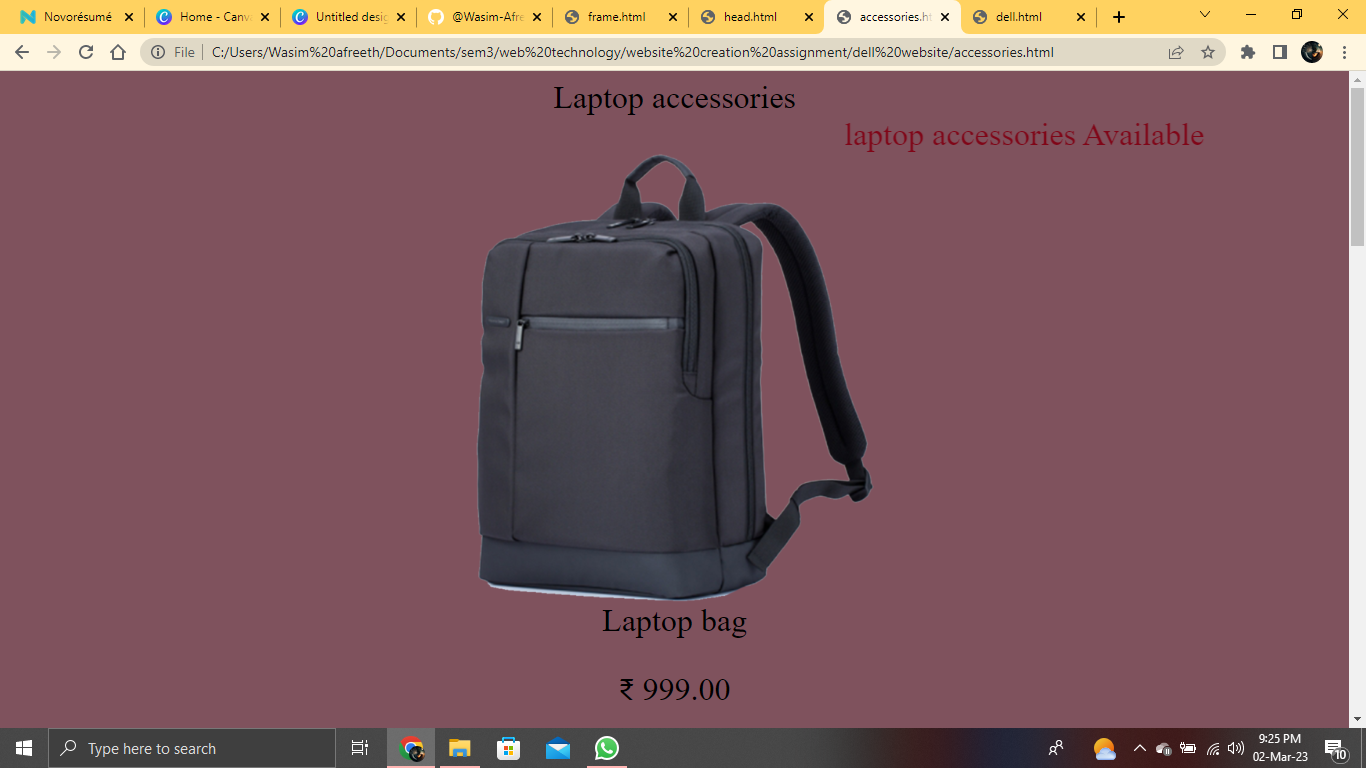 Novorésumé
Home - Canv
Untitled desig
@Wasim-Afre
frame.html
head.html
accessories.ht
dell.html
File
C:/Users/Wasim%20afreeth/Documents/sem3/web%20technology/website%20creation%20assignment/dell%20website/accessories.html
Laptop accessories
laptop accessories Available
Laptop bag
₹ 999.00
Type here to search
9:25 PM
02-Mar-23
10